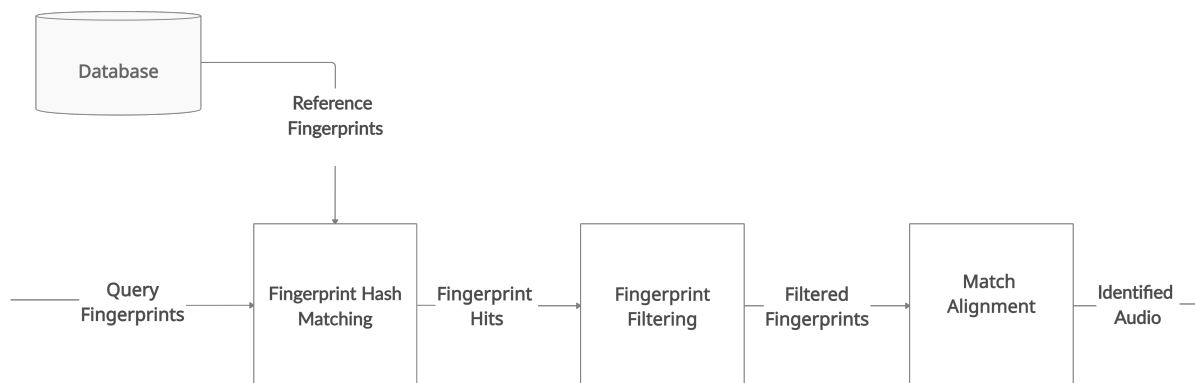 Database
Reference
Fingerprints
Query
Fingerprints
Fingerprint Hash
Matching
Fingerprint
Hits
Fingerprint
Filtering
Filtered
Fingerprints
Match
Alignment
Identified
Audio